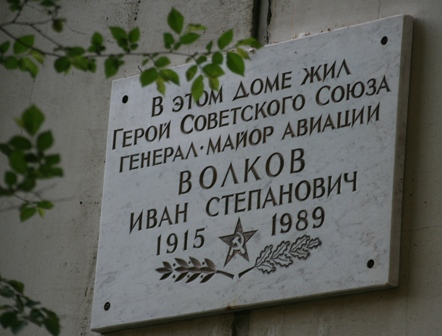 В ЭТОМ ДОМЕ ЖИЛ
ГЕРОЙ СОВЕТСКОГО СОЮЗА
ГЕНЕРАЛ-МАЙОР АВИАЦИИ
ВОЛКОВ
ИВАН СТЕПАНОВИЧ
1915 1989